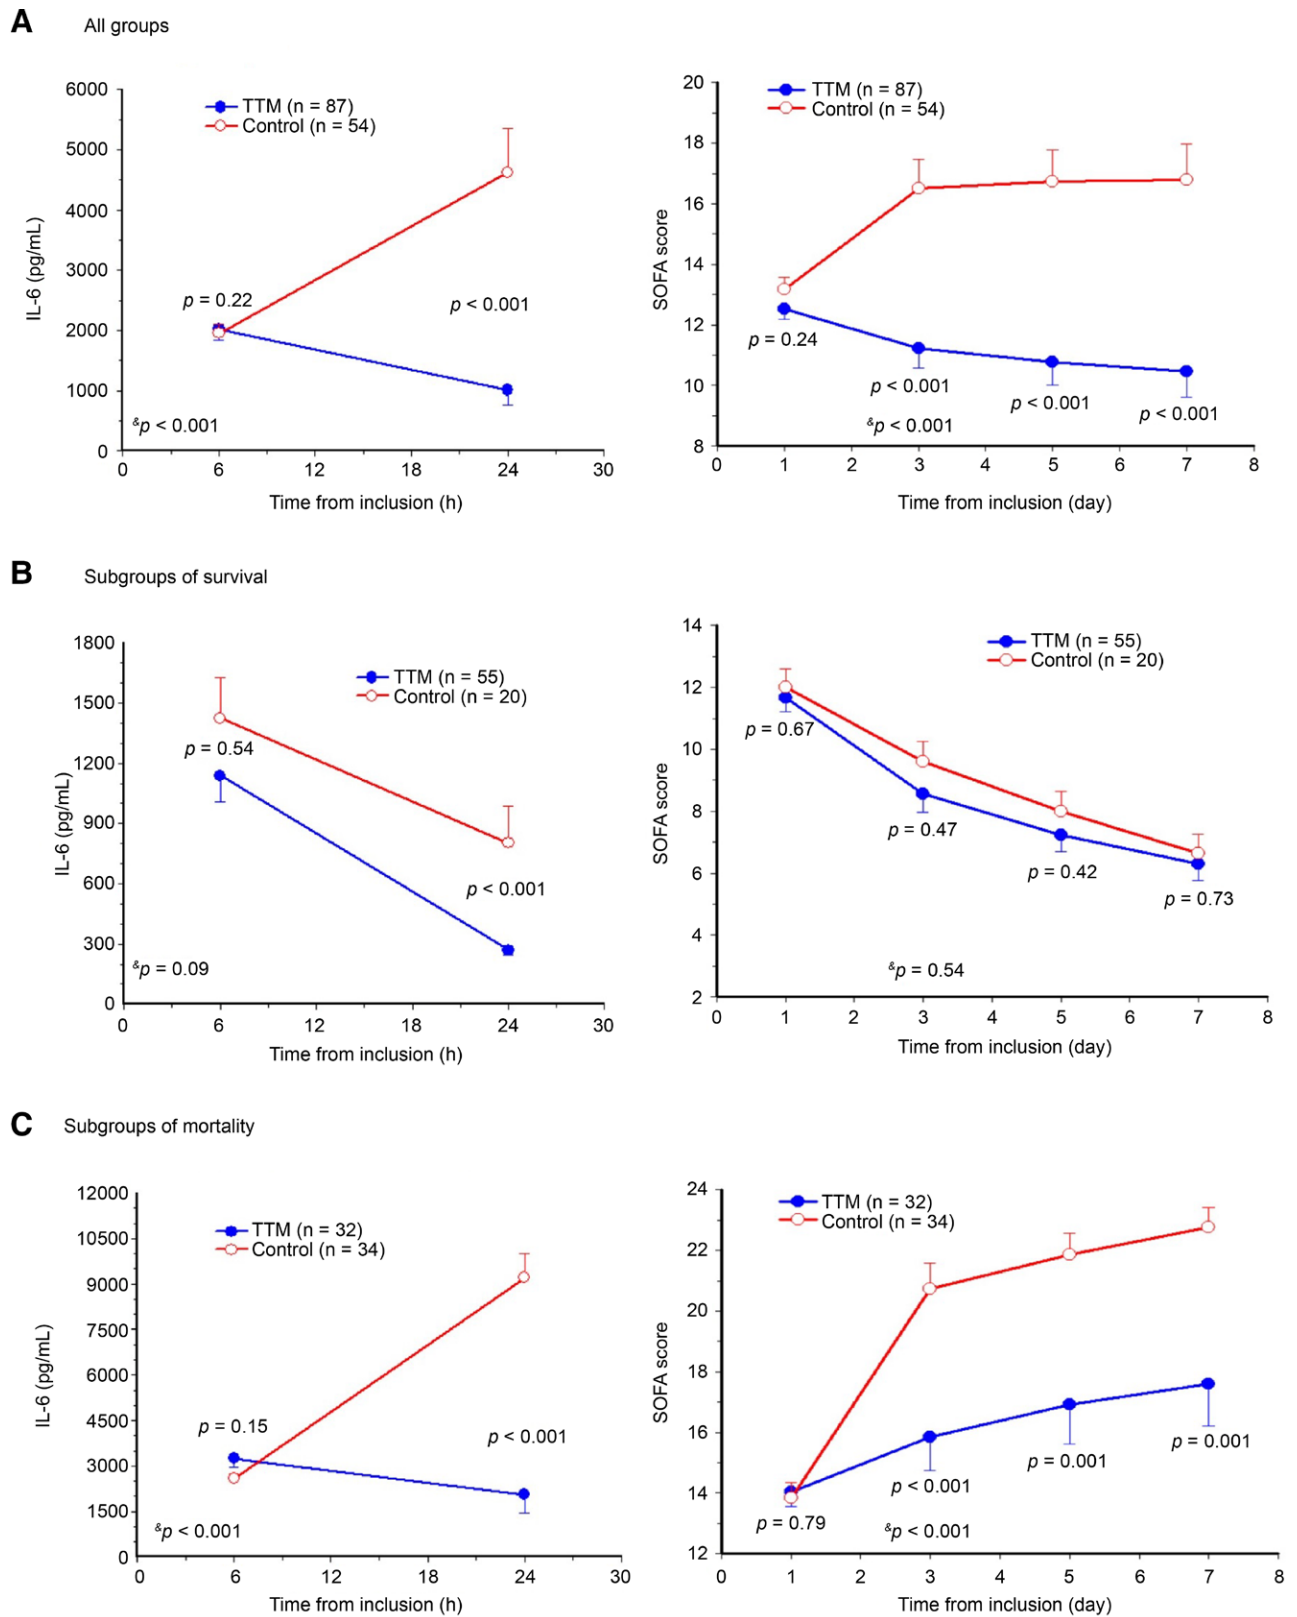 A All groups
6000
5000
4000
3000
2000
1000
0
IL-6 (pg/mL)
TTM (n = 87)
Control (n = 54)
p = 0.22
p < 0.001
&p < 0.001
0 6 12 18 24 30
Time from inclusion (h)
20
18
16
14
12
10
8
SOFA score
TTM (n = 87)
Control (n = 54)
p = 0.24
p < 0.001
p < 0.001
p < 0.001
&p < 0.001
0 1 2 3 4 5 6 7 8
Time from inclusion (day)
B Subgroups of survival
1800
1500
1200
900
600
300
0
IL-6 (pg/mL)
TTM (n = 55)
Control (n = 20)
p = 0.54
p < 0.001
&p = 0.09
0 6 12 18 24 30
Time from inclusion (h)
14
12
10
8
6
4
2
SOFA score
TTM (n = 55)
Control (n = 20)
p = 0.67
p = 0.47
p = 0.42
p = 0.73
&p = 0.54
0 1 2 3 4 5 6 7 8
Time from inclusion (day)
C Subgroups of mortality
12000
10500
9000
7500
6000
4500
3000
1500
0
IL-6 (pg/mL)
TTM (n = 32)
Control (n = 34)
p = 0.15
p < 0.001
&p < 0.001
0 6 12 18 24 30
Time from inclusion (h)
24
22
20
18
16
14
12
SOFA score
TTM (n = 32)
Control (n = 34)
p = 0.79
p < 0.001
p = 0.001
p = 0.001
&p < 0.001
0 1 2 3 4 5 6 7 8
Time from inclusion (day)